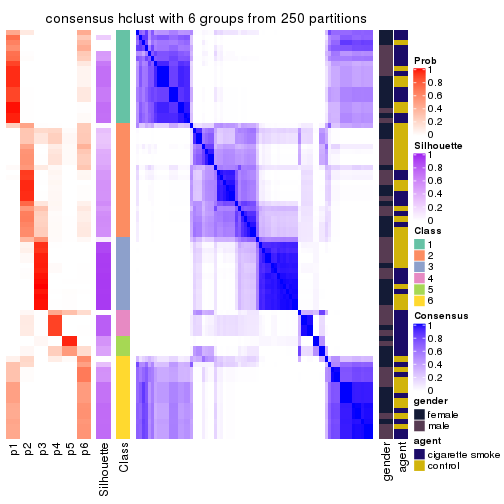 consensus hclust with 6 groups from 250 partitions
Prob
1
0.8
0.6
0.4
0.2
0
Silhouette
1
0.8
0.6
0.4
0.2
0
Class
1
2
3
4
5
6
Consensus
1
0.8
0.6
0.4
0.2
0
gender
female
male
agent
cigarette smoke
control
p1
p2
p3
p4
p5
p6
Silhouette
Class
gender
agent